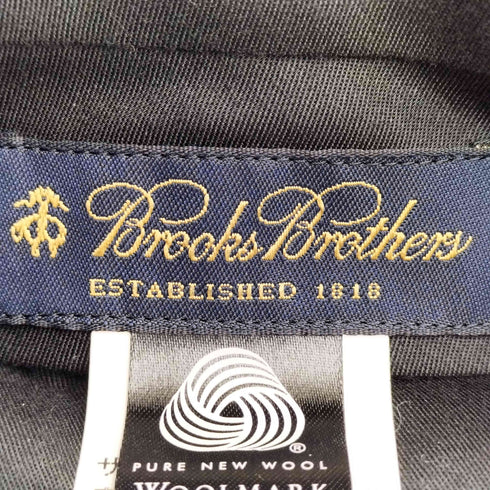 Brooks Brothers
ESTABLISHED 1818
®
PURE NEW WOOL
WOOLMARK